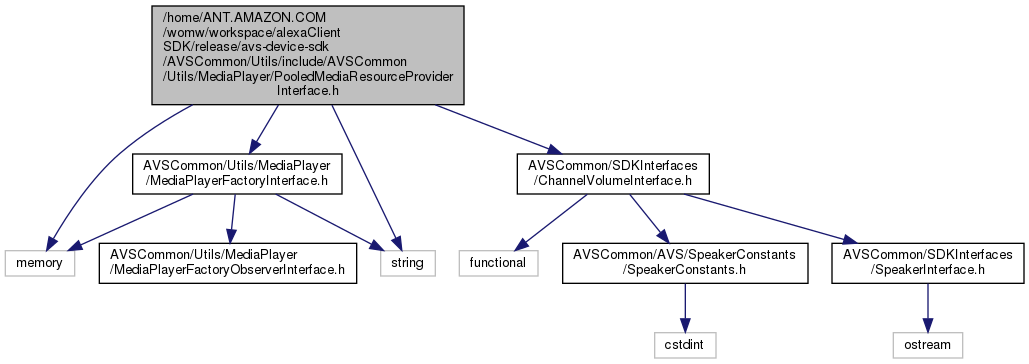 /home/ANT.AMAZON.COM
/womw/workspace/alexaClient
SDK/release/avs-device-sdk
/AVSCommon/Utils/include/AVSCommon
/Utils/MediaPlayer/PooledMediaResourceProvider
Interface.h
AVSCommon/Utils/MediaPlayer
/MediaPlayerFactoryInterface.h
AVSCommon/SDKInterfaces
/ChannelVolumeInterface.h
memory
AVSCommon/Utils/MediaPlayer
/MediaPlayerFactoryObserverInterface.h
string
functional
AVSCommon/AVS/SpeakerConstants
/SpeakerConstants.h
AVSCommon/SDKInterfaces
/SpeakerInterface.h
cstdint
ostream